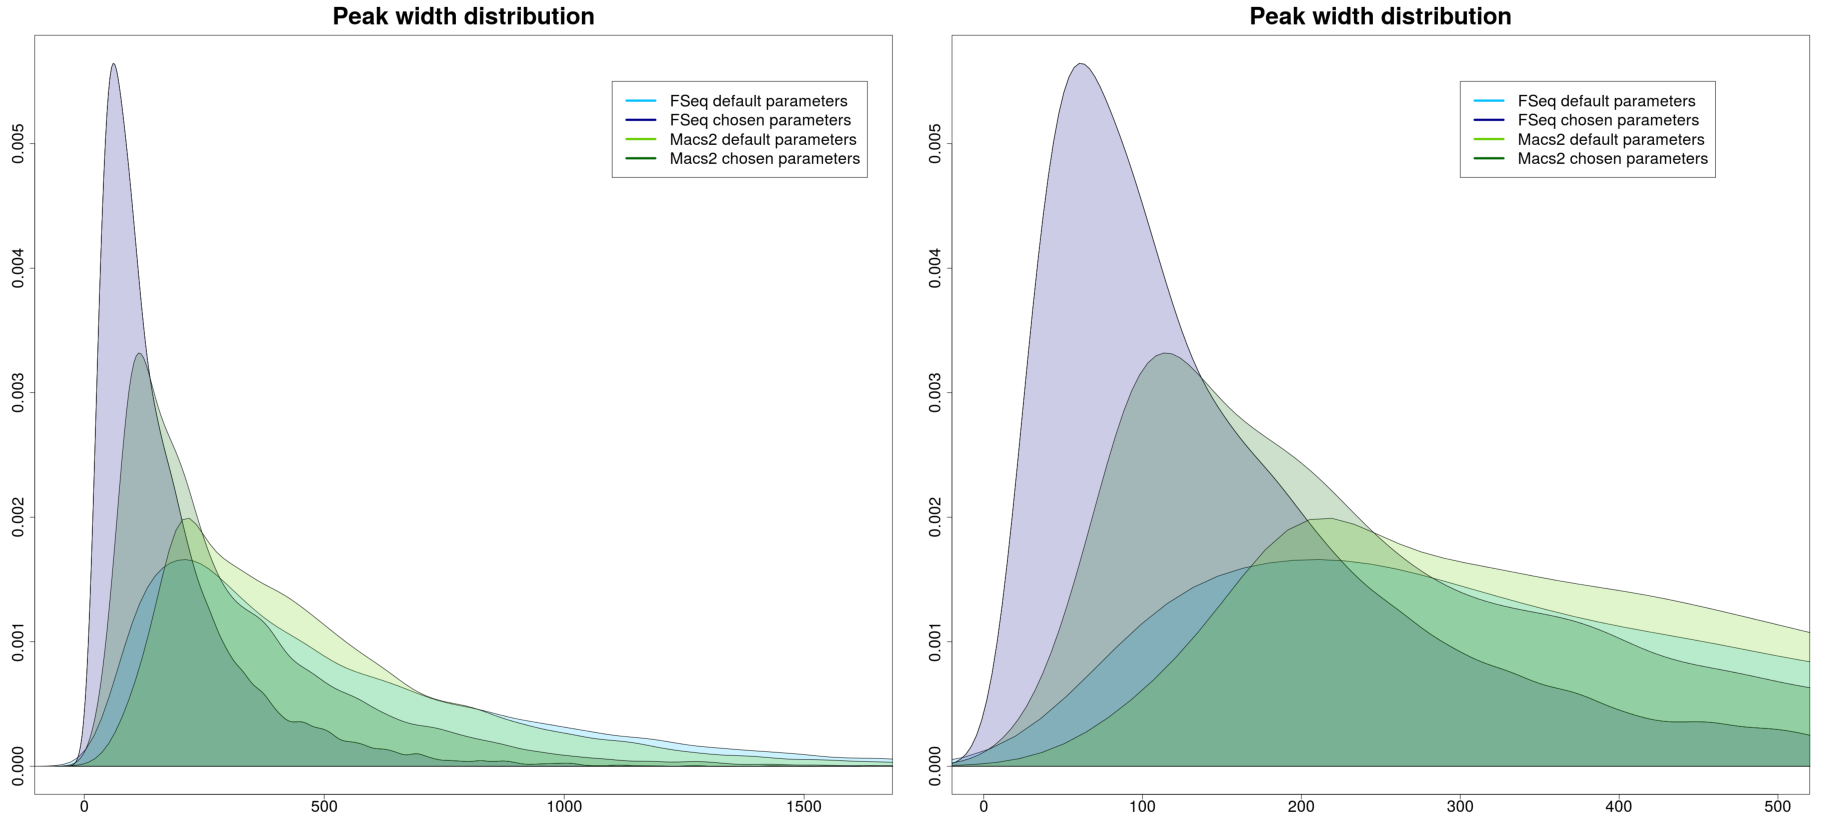 Peak width distribution
FSeq default parameters
FSeq chosen parameters
Macs2 default parameters
Macs2 chosen parameters
0.005
0.004
0.003
0.002
0.001
0.000
0 500 1000 1500
Peak width distribution
FSeq default parameters
FSeq chosen parameters
Macs2 default parameters
Macs2 chosen parameters
0.005
0.004
0.003
0.002
0.001
0.000
0 100 200 300 400 500